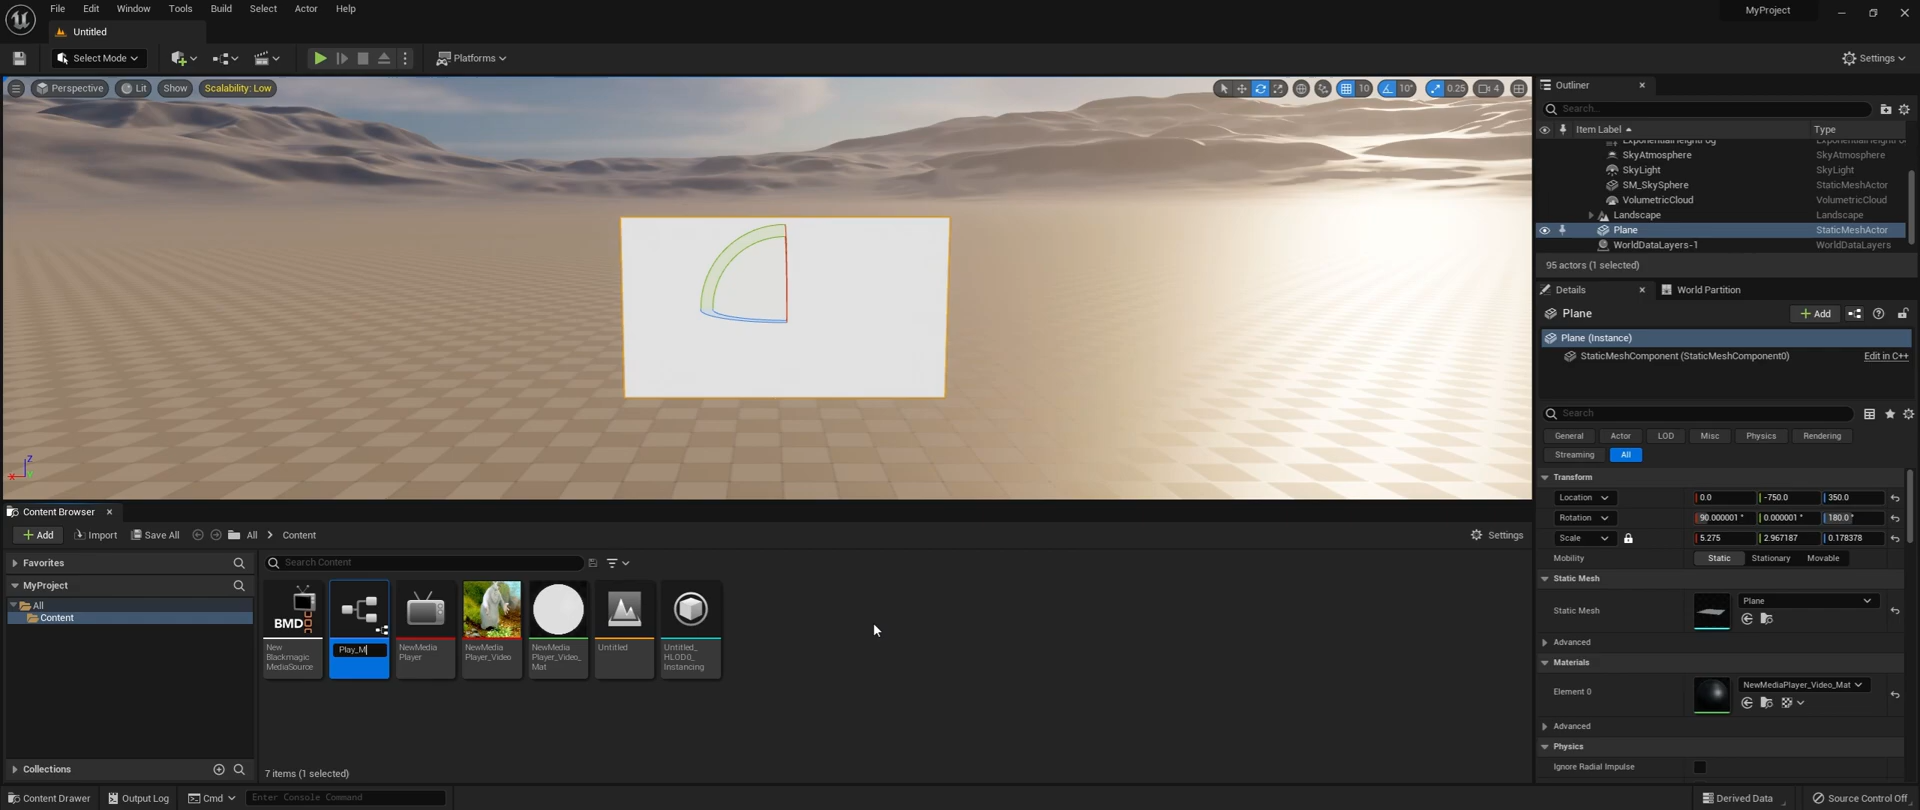 File Edit Window Tools Build Select Actor Help
MyProject
Untitled
Select Mode
Platforms
Settings
Perspective
Lit
Show
Scalability: Low
10
10°
0.25
4
Z
X
Outliner
Search...
Item Label
Type
SkyAtmosphere SkyAtmosphere
SkyLight SkyLight
SM_SkySphere StaticMeshActor
VolumetricCloud VolumetricCloud
Landscape Landscape
Plane StaticMeshActor
WorldDataLayers-1 WorldDataLayers
95 actors (1 selected)
Details
World Partition
Plane
Add
Plane (Instance)
StaticMeshComponent (StaticMeshComponent0)
Edit in C++
Search
General Actor LOD Misc Physics Rendering
Streaming All
Transform
Location 0.0 -750.0 350.0
Rotation 90.000001 ° 0.000001 ° 180.0 °
Scale 5.275 2.967187 0.178378
Mobility Static Stationary Movable
Static Mesh
Static Mesh Plane
Advanced
Materials
Element 0 NewMediaPlayer_Video_Mat
Advanced
Physics
Ignore Radial Impulse
Content Browser
Add Import Save All All Content
Settings
Favorites
MyProject
All
Content
Collections
Search Content
BMD
New
Blackmagic
MediaSource
Play_M
NewMedia
Player
NewMedia
Player_Video
NewMedia
Player_Video_
Mat
Untitled
Untitled_
HLOD0_
Instancing
7 items (1 selected)
Content Drawer Output Log Cmd Enter Console Command
Derived Data Source Control Off